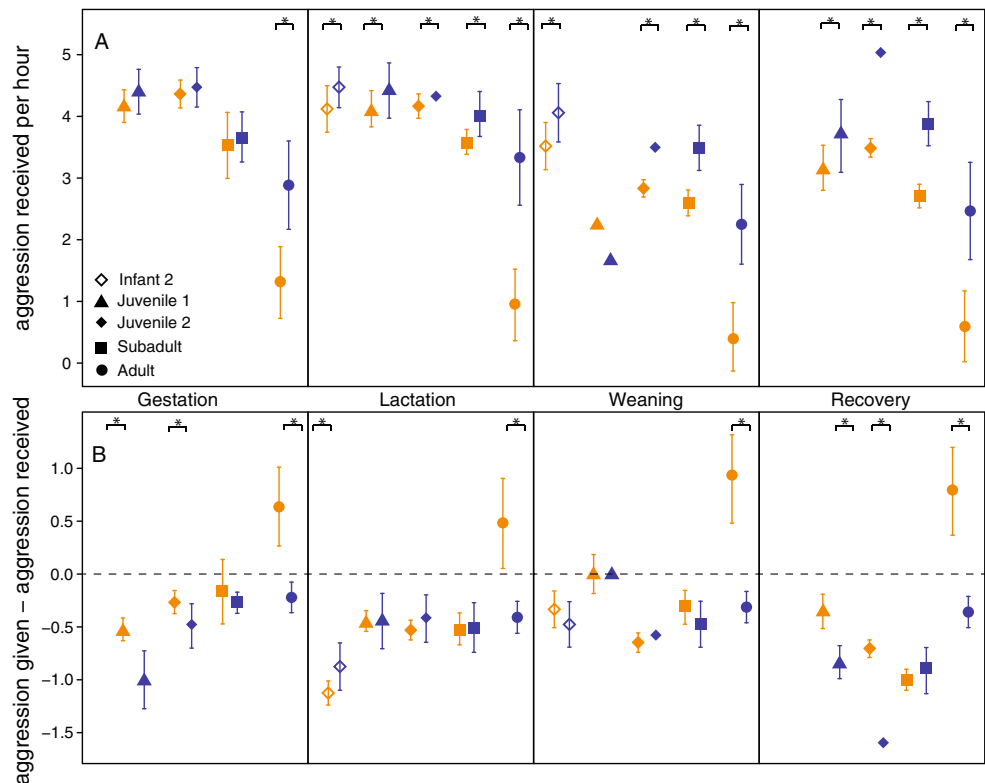 * * * * * * * * * * * * * *
A
aggression received per hour
5
4
3
2
1
0
Infant 2
Juvenile 1
Juvenile 2
Subadult
Adult
Gestation Lactation Weaning Recovery
* * * * * * * * *
B
aggression given − aggression received
1.0
0.5
0.0
−0.5
−1.0
−1.5